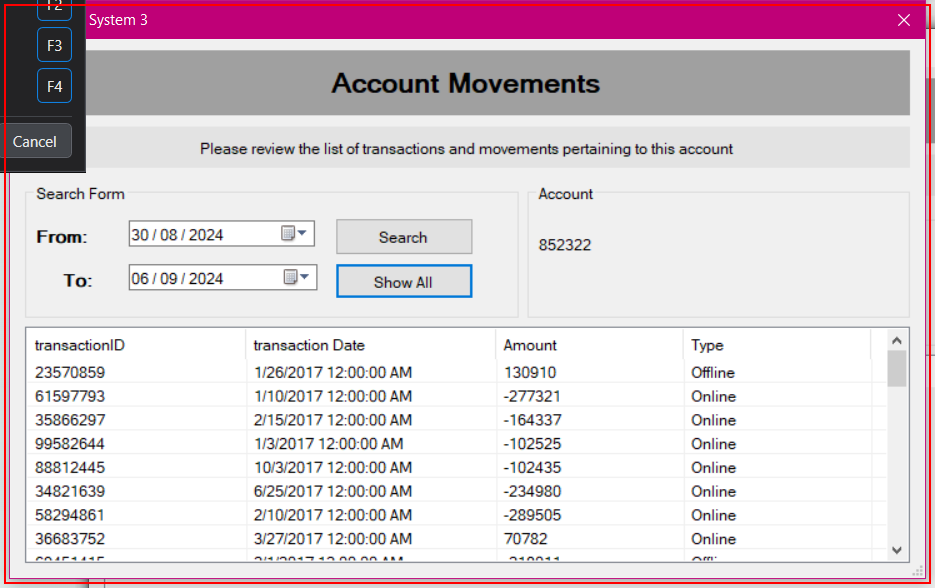 F2
F3
F4
Cancel
System 3
Account Movements
Please review the list of transactions and movements pertaining to this account
Search Form
From:
30 / 08 / 2024
Search
To:
06 / 09 / 2024
Show All
Account
852322
transactionID transaction Date Amount Type
23570859 1/26/2017 12:00:00 AM 130910 Offline
61597793 1/10/2017 12:00:00 AM -277321 Online
35866297 2/15/2017 12:00:00 AM -164337 Online
99582644 1/3/2017 12:00:00 AM -102525 Online
88812445 10/3/2017 12:00:00 AM -102435 Online
34821639 6/25/2017 12:00:00 AM -234980 Online
58294861 2/10/2017 12:00:00 AM -289505 Online
36683752 3/27/2017 12:00:00 AM 70782 Online